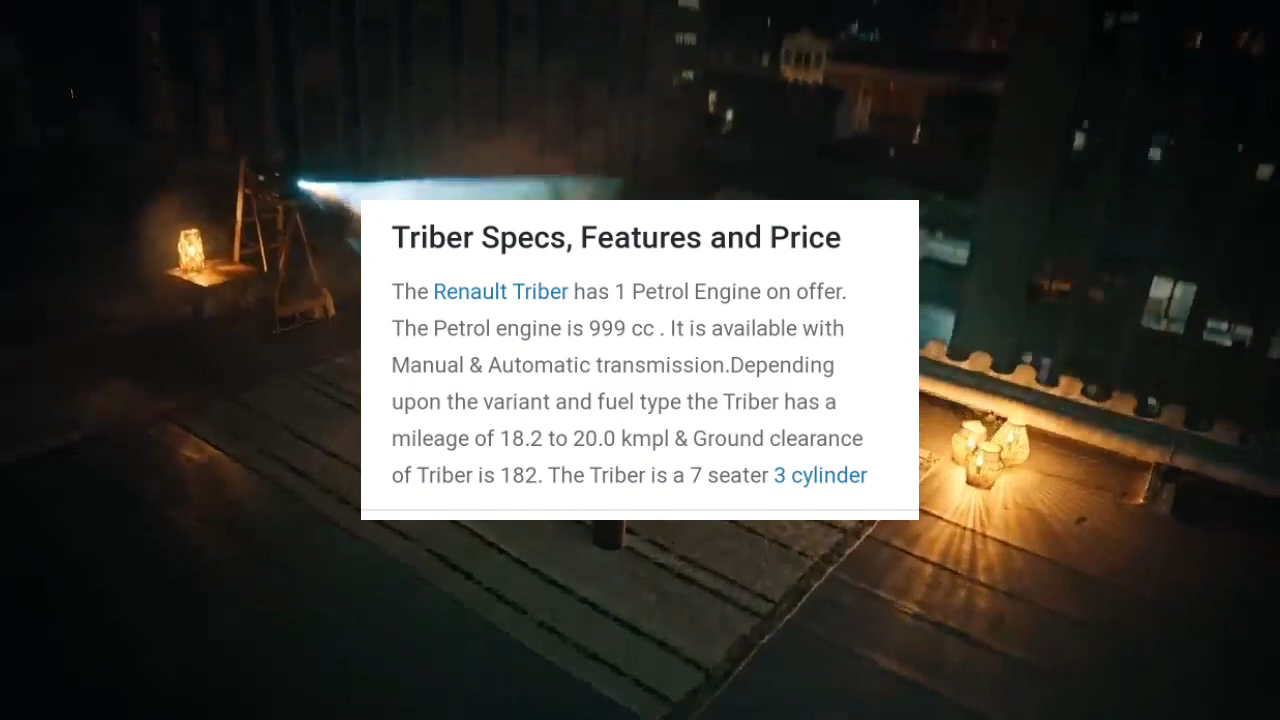 Triber Specs, Features and Price
The Renault Triber has 1 Petrol Engine on offer.
The Petrol engine is 999 cc . It is available with
Manual & Automatic transmission.Depending
upon the variant and fuel type the Triber has a
mileage of 18.2 to 20.0 kmpl & Ground clearance
of Triber is 182. The Triber is a 7 seater 3 cylinder